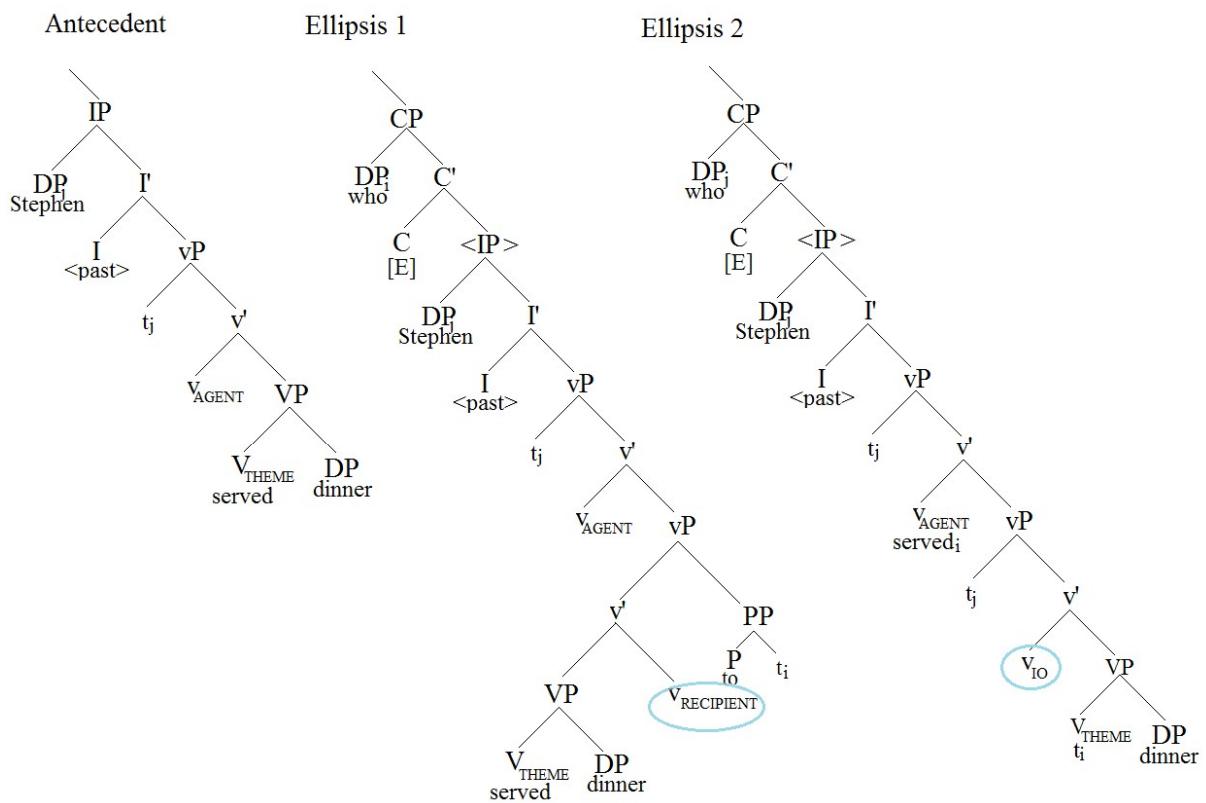 Antecedent
Ellipsis 1
Ellipsis 2
IP
DPj
Stephen
I'
I
<past>
vP
tj
v'
vAGENT
VP
VTHEME
served
DP
dinner
CP
DPi
who
C'
C
[E]
<IP>
DPj
Stephen
I'
I
<past>
vP
tj
v'
vAGENT
vP
v'
PP
P
to
ti
VP
vRECIPIENT
VTHEME
served
DP
dinner
CP
DPj
who
C'
C
[E]
<IP>
DPj
Stephen
I'
I
<past>
vP
tj
v'
vAGENT
servedi
vP
tj
v'
vIO
VP
VTHEME
ti
DP
dinner